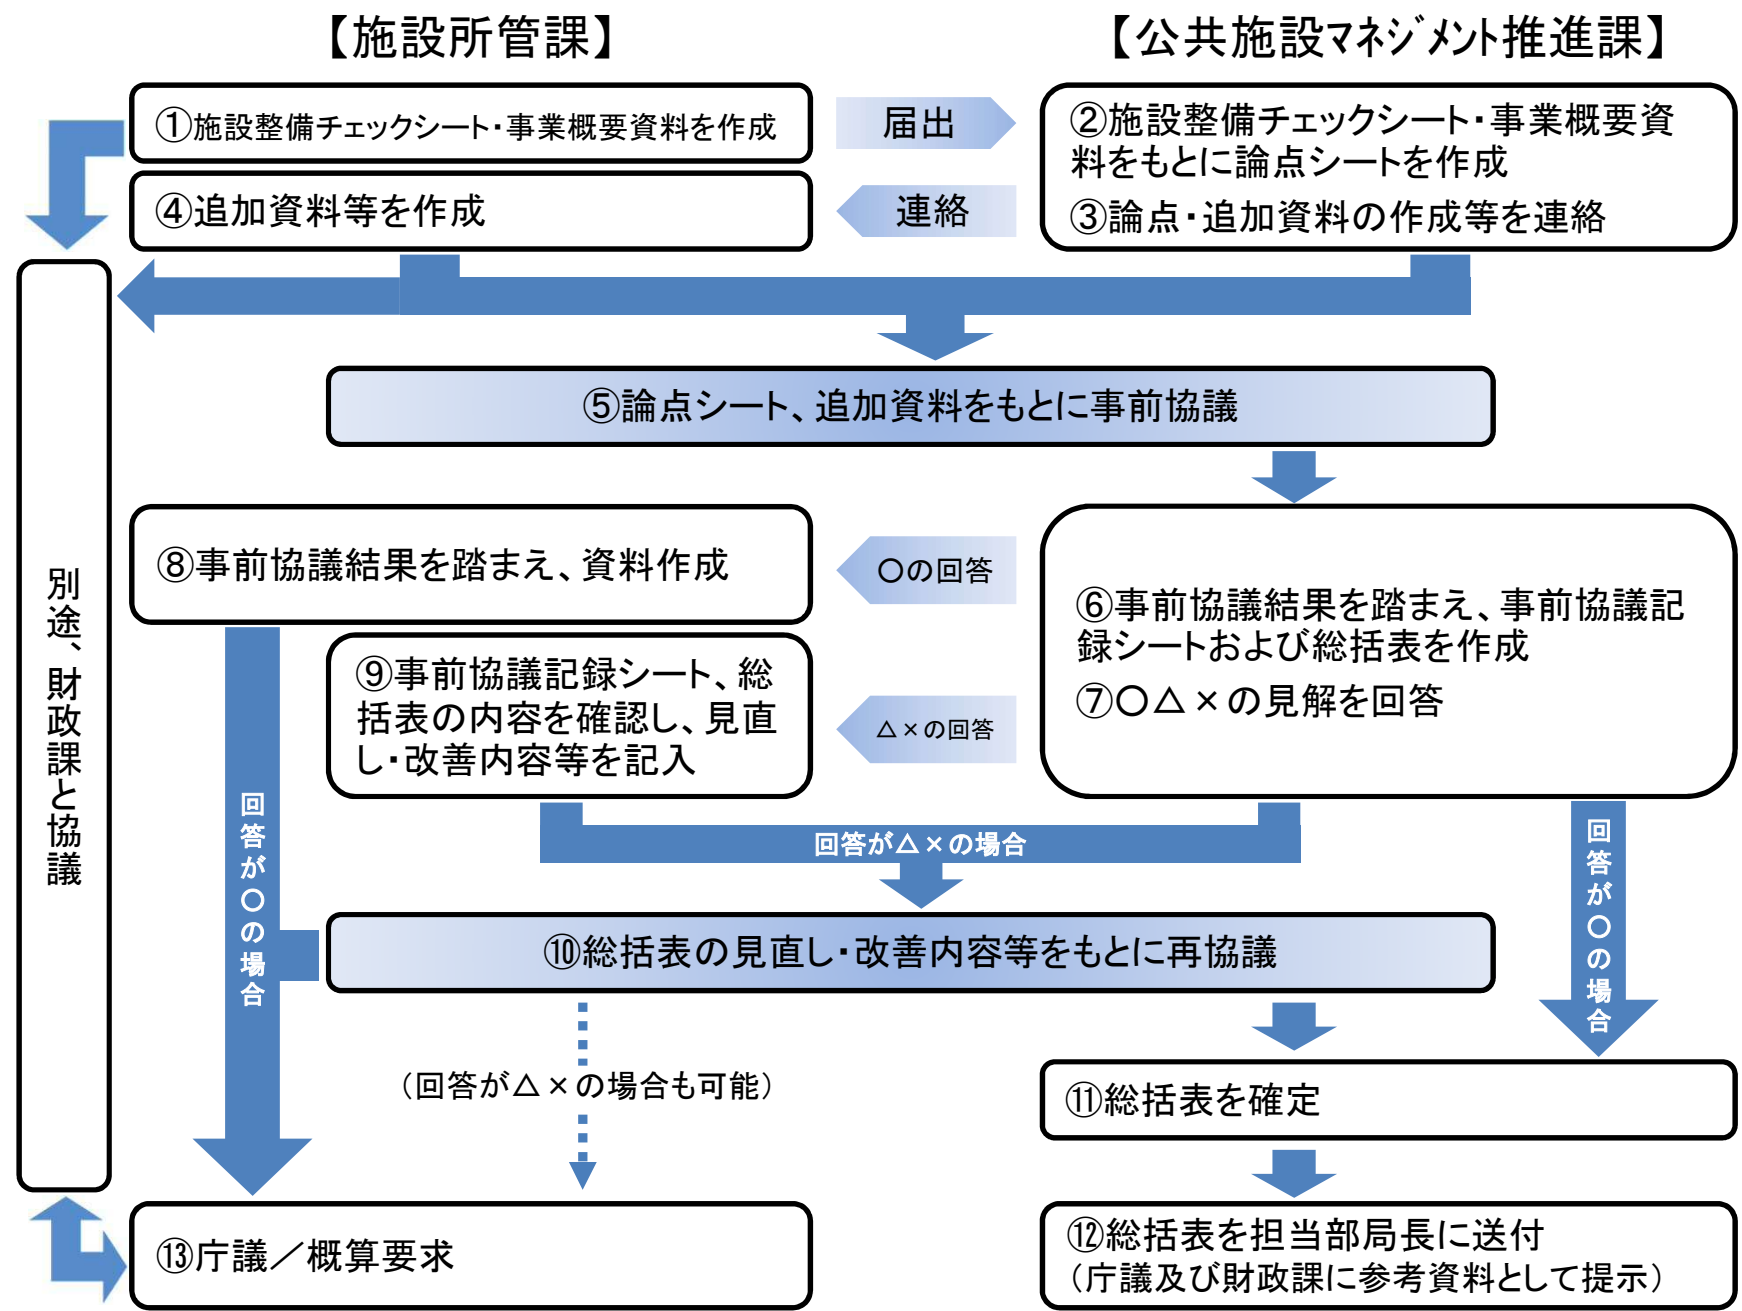 【施設所管課】
【公共施設マネジメント推進課】
①施設整備チェックシート・事業概要資料を作成
届出
②施設整備チェックシート・事業概要資
料をもとに論点シートを作成
③論点・追加資料の作成等を連絡
④追加資料等を作成
連絡
別途、財政課と協議
⑤論点シート、追加資料をもとに事前協議
⑧事前協議結果を踏まえ、資料作成
〇の回答
⑥事前協議結果を踏まえ、事前協議記
録シートおよび総括表を作成
⑦〇△×の見解を回答
⑨事前協議記録シート、総
括表の内容を確認し、見直
し・改善内容等を記入
△×の回答
回答が〇の場合
回答が△×の場合
回答が〇の場合
⑩総括表の見直し・改善内容等をもとに再協議
（回答が△×の場合も可能）
⑪総括表を確定
⑬庁議／概算要求
⑫総括表を担当部局長に送付
（庁議及び財政課に参考資料として提示）